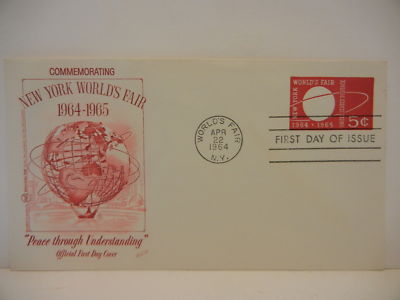 COMMEMORATING
NEW YORK WORLD'S FAIR
1964-1965
"Peace through Understanding"
Official First Day Cover
WORLD'S FAIR
APR
22
1964
N.Y.
FIRST DAY OF ISSUE
NEW YORK WORLD'S FAIR
1964 - 1965
5¢